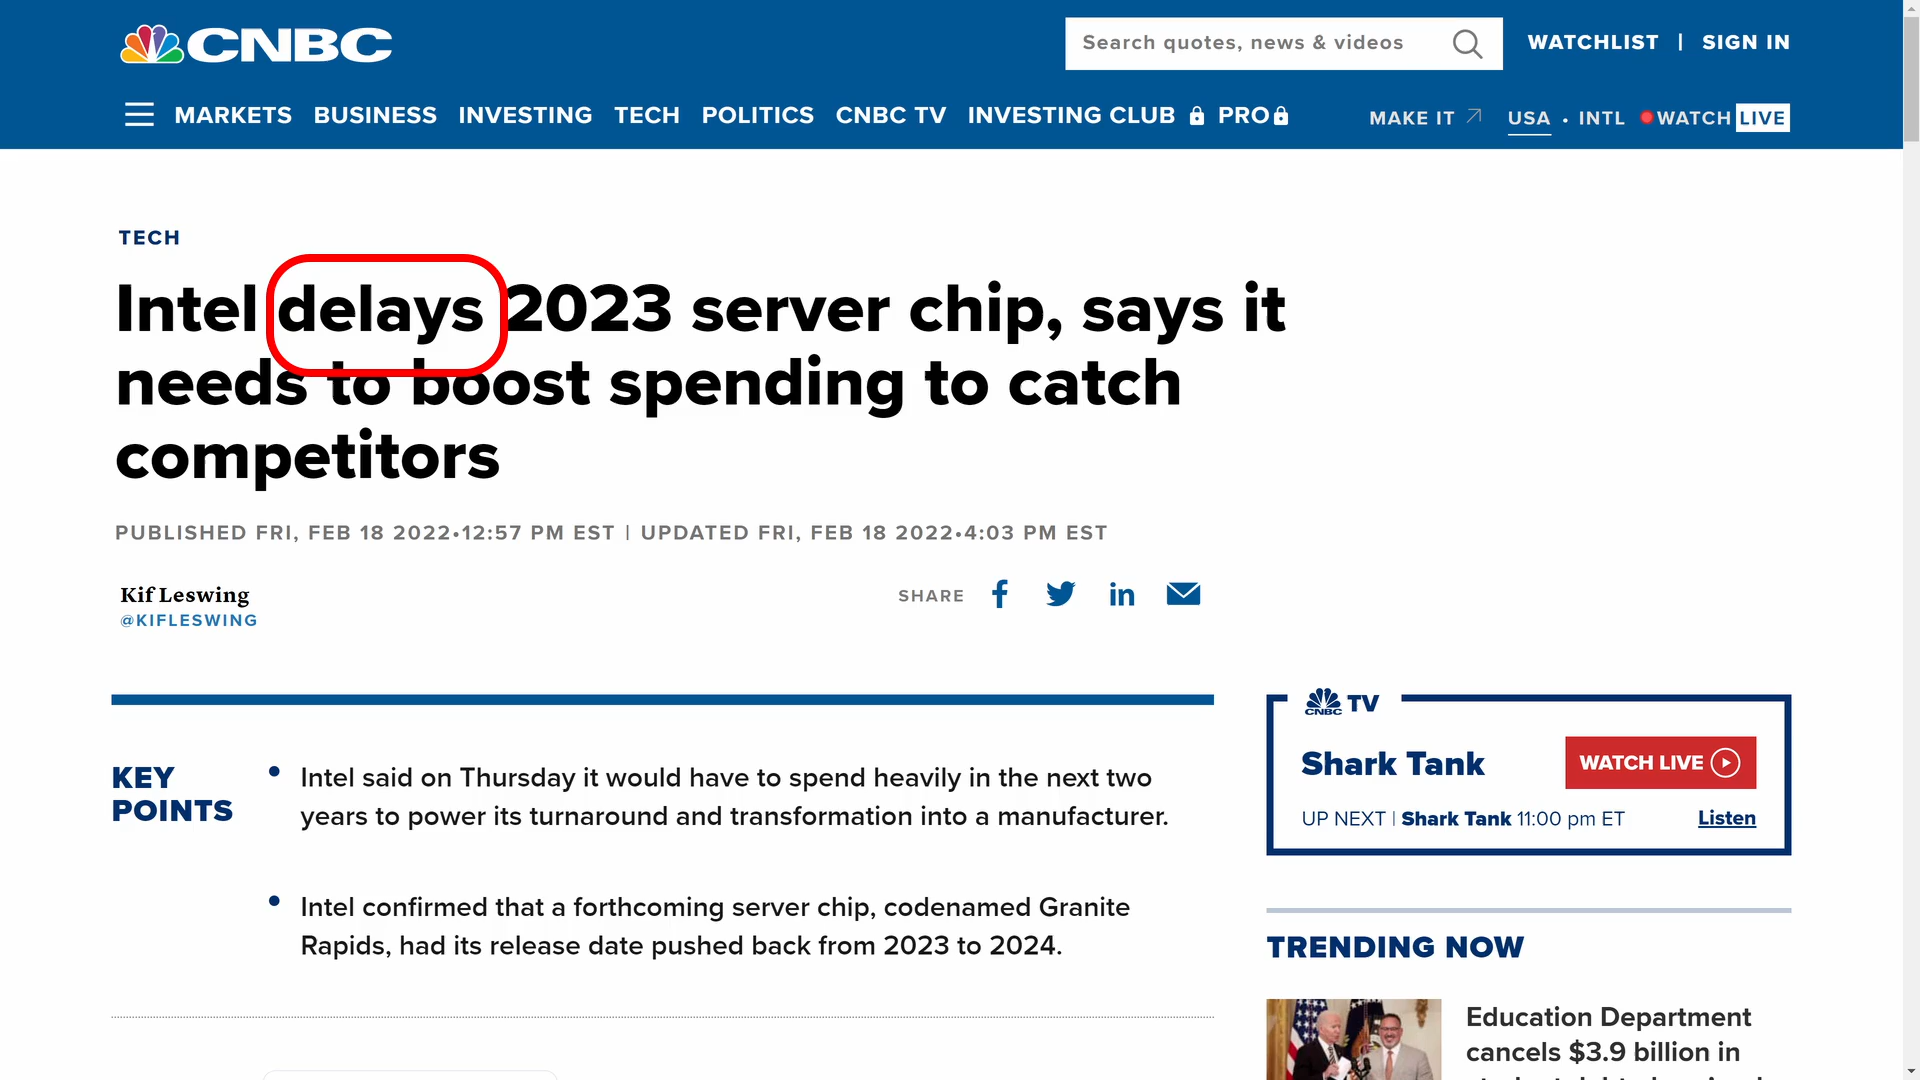 CNBC
Search quotes, news & videos
WATCHLIST | SIGN IN
MARKETS BUSINESS INVESTING TECH POLITICS CNBC TV INVESTING CLUB PRO
MAKE IT USA • INTL WATCH LIVE
TECH
Intel delays 2023 server chip, says it
needs to boost spending to catch
competitors
PUBLISHED FRI, FEB 18 2022•12:57 PM EST | UPDATED FRI, FEB 18 2022•4:03 PM EST
Kif Leswing
@KIFLESWING
SHARE
KEY
POINTS
• Intel said on Thursday it would have to spend heavily in the next two
years to power its turnaround and transformation into a manufacturer.
• Intel confirmed that a forthcoming server chip, codenamed Granite
Rapids, had its release date pushed back from 2023 to 2024.
CNBC TV
Shark Tank
WATCH LIVE
UP NEXT | Shark Tank 11:00 pm ET
Listen
TRENDING NOW
Education Department
cancels $3.9 billion in